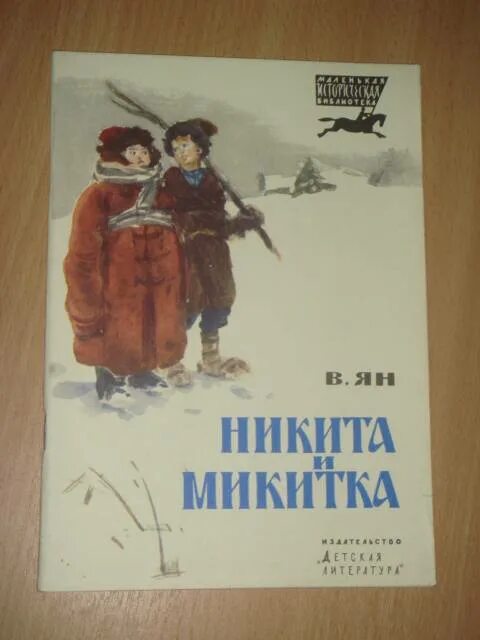 МАЛЕНЬКАЯ
ИСТОРИЧЕСКАЯ
БИБЛИОТЕКА
В. ЯН
НИКИТА
И
МИКИТКА
ИЗДАТЕЛЬСТВО
„ДЕТСКАЯ
ЛИТЕРАТУРА"